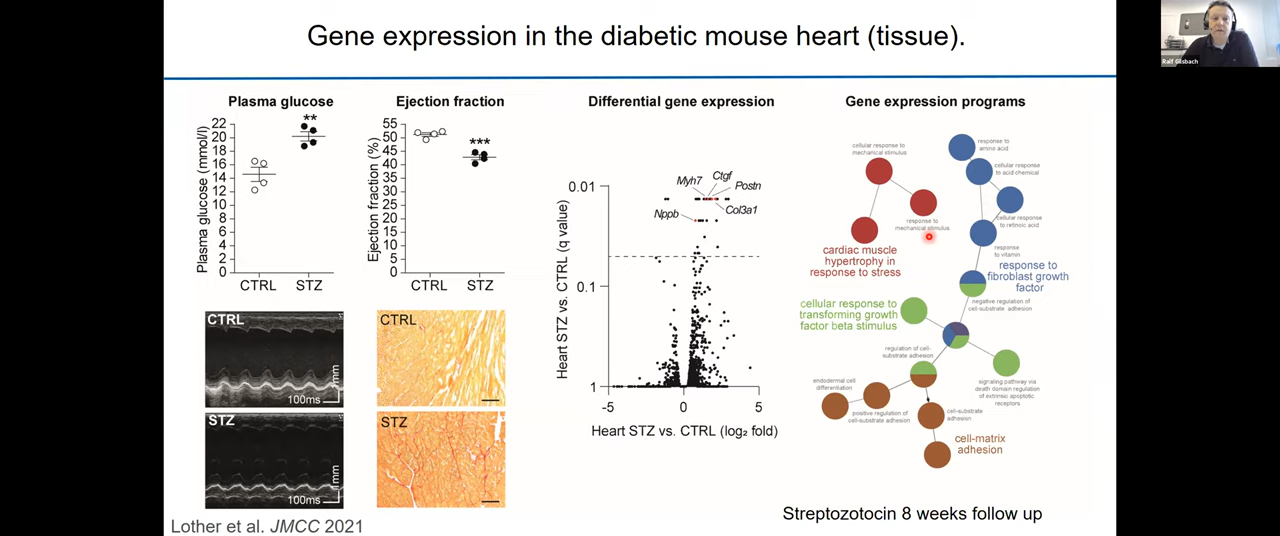 Gene expression in the diabetic mouse heart (tissue).
Ralf Gilsbach
Plasma glucose
Plasma glucose (mmol/l)
22
20
18
16
14
12
10
8
6
4
2
0
**
CTRL
STZ
Ejection fraction
Ejection fraction (%)
55
50
45
40
35
30
25
20
15
10
5
0
***
CTRL
STZ
CTRL
1mm
100ms
STZ
1mm
100ms
CTRL
STZ
Differential gene expression
Heart STZ vs. CTRL (q value)
0.01
0.1
1
Myh7
Ctgf
Postn
Nppb
Col3a1
-5
0
5
Heart STZ vs. CTRL (log₂ fold)
Gene expression programs
cellular response to
mechanical stimulus
response to
mechanical stimulus
cardiac muscle
hypertrophy in
response to stress
response to
amino acid
cellular response
to acid chemical
cellular response
to retinoic acid
response
to vitamin
response to
fibroblast growth
factor
negative regulation of
cell-substrate adhesion
cellular response to
transforming growth
factor beta stimulus
regulation of cell-
substrate adhesion
signaling pathway via
death domain regulation
of extrinsic apoptotic
receptors
endodermal cell
differentiation
positive regulation of
cell-substrate adhesion
cell-substrate
adhesion
cell-matrix
adhesion
Streptozotocin 8 weeks follow up
Lother et al. JMCC 2021